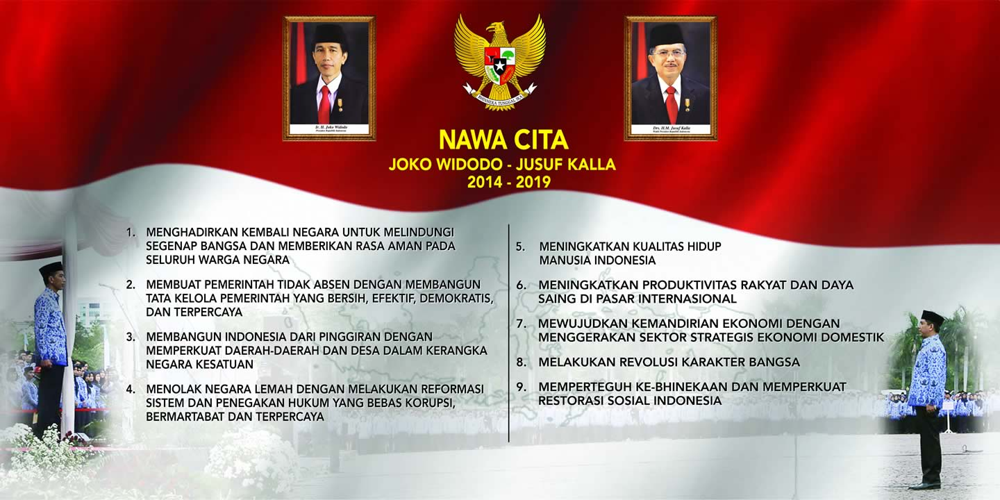 BHINNEKA TUNGGAL IKA
Ir. H. Joko Widodo
Presiden Republik Indonesia
Drs. H.M. Jusuf Kalla
Wakil Presiden Republik Indonesia
NAWA CITA
JOKO WIDODO - JUSUF KALLA
2014 - 2019
1. MENGHADIRKAN KEMBALI NEGARA UNTUK MELINDUNGI
SEGENAP BANGSA DAN MEMBERIKAN RASA AMAN PADA
SELURUH WARGA NEGARA
2. MEMBUAT PEMERINTAH TIDAK ABSEN DENGAN MEMBANGUN
TATA KELOLA PEMERINTAH YANG BERSIH, EFEKTIF, DEMOKRATIS,
DAN TERPERCAYA
3. MEMBANGUN INDONESIA DARI PINGGIRAN DENGAN
MEMPERKUAT DAERAH-DAERAH DAN DESA DALAM KERANGKA
NEGARA KESATUAN
4. MENOLAK NEGARA LEMAH DENGAN MELAKUKAN REFORMASI
SISTEM DAN PENEGAKAN HUKUM YANG BEBAS KORUPSI,
BERMARTABAT DAN TERPERCAYA
5. MENINGKATKAN KUALITAS HIDUP
MANUSIA INDONESIA
6. MENINGKATKAN PRODUKTIVITAS RAKYAT DAN DAYA
SAING DI PASAR INTERNASIONAL
7. MEWUJUDKAN KEMANDIRIAN EKONOMI DENGAN
MENGGERAKAN SEKTOR STRATEGIS EKONOMI DOMESTIK
8. MELAKUKAN REVOLUSI KARAKTER BANGSA
9. MEMPERTEGUH KE-BHINEKAAN DAN MEMPERKUAT
RESTORASI SOSIAL INDONESIA